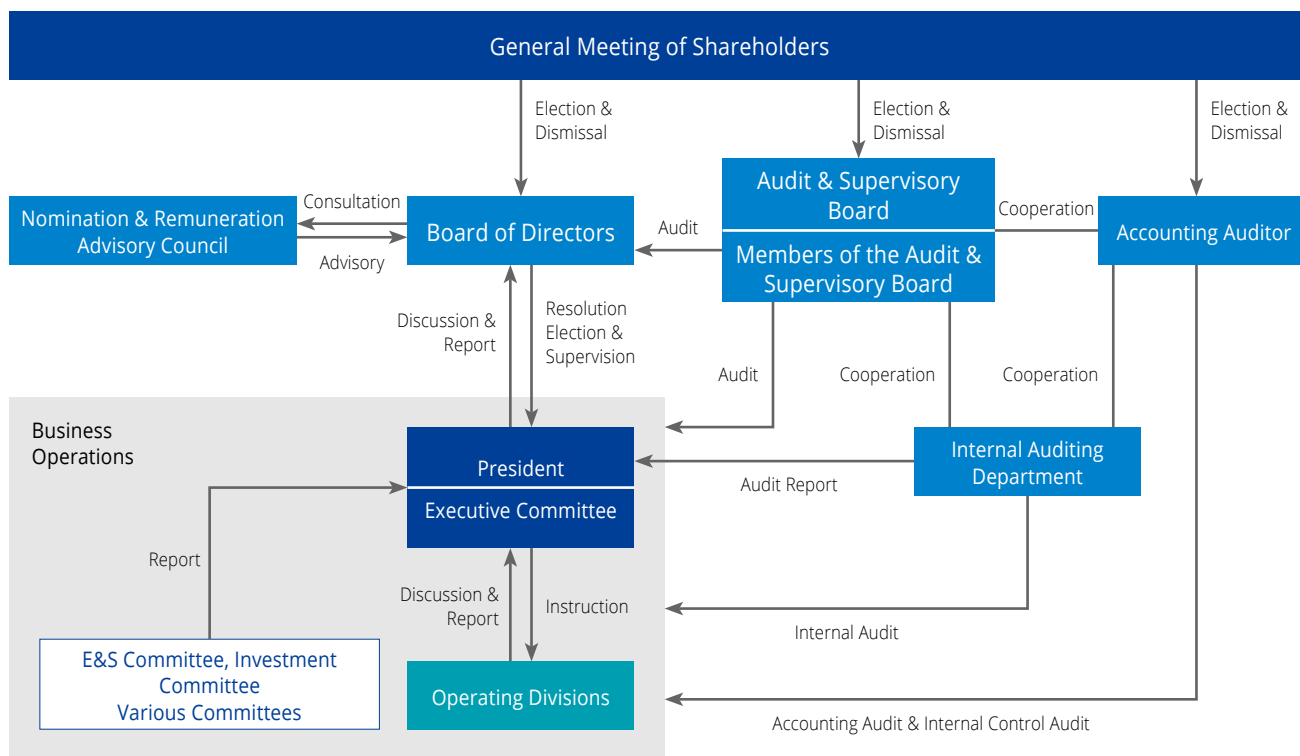 General Meeting of Shareholders
Election &
Dismissal
Election &
Dismissal
Election &
Dismissal
Nomination & Remuneration
Advisory Council
Consultation
Advisory
Board of Directors
Audit
Audit & Supervisory
Board
Members of the Audit &
Supervisory Board
Cooperation
Accounting Auditor
Discussion &
Report
Resolution
Election &
Supervision
Audit
Cooperation
Cooperation
Business
Operations
President
Executive Committee
Audit Report
Internal Auditing
Department
Report
Discussion &
Report
Instruction
Internal Audit
E&S Committee, Investment
Committee
Various Committees
Operating Divisions
Accounting Audit & Internal Control Audit